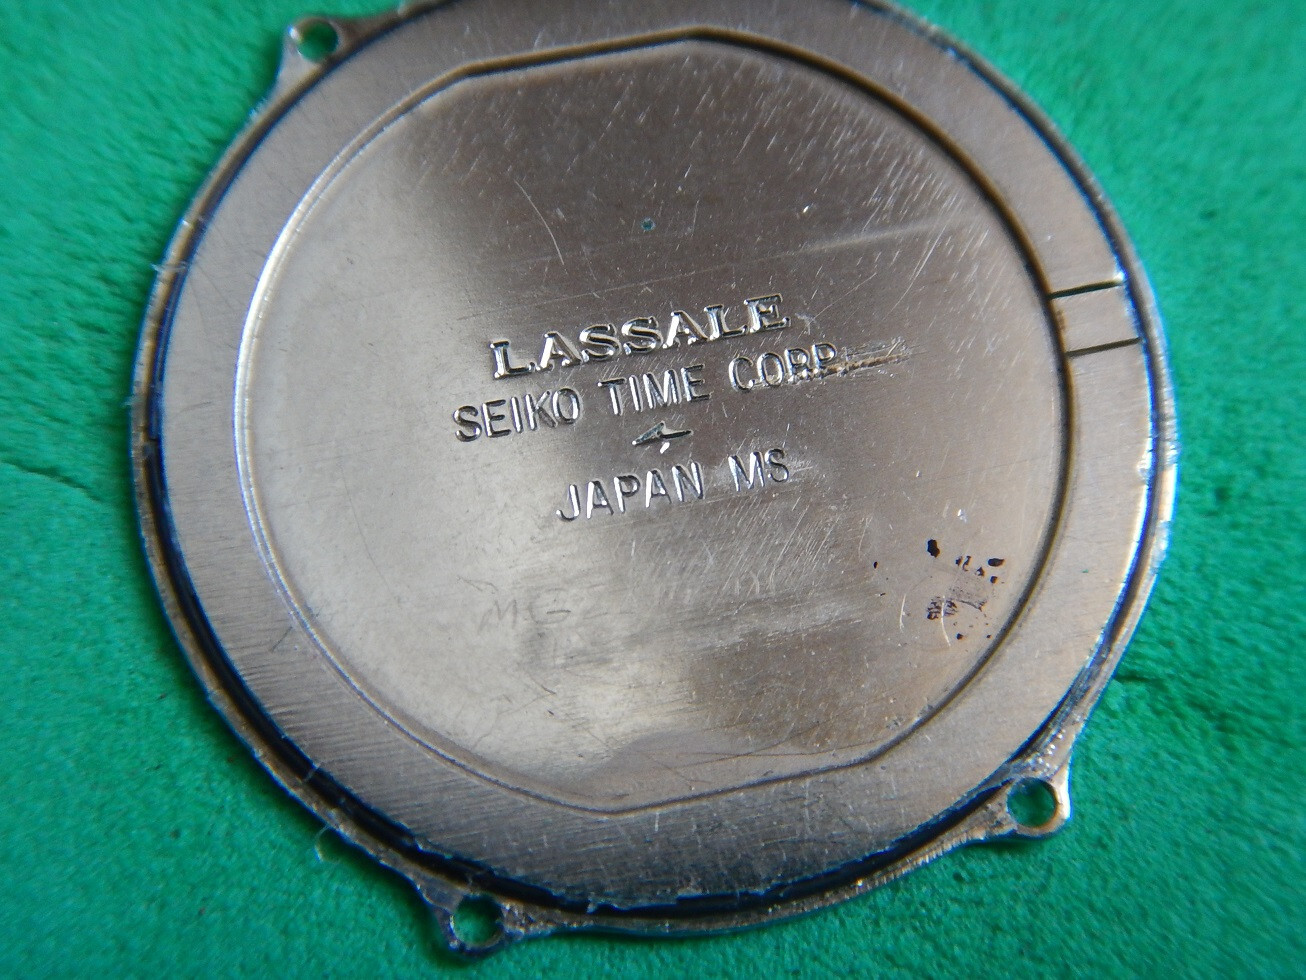 LASSALE
SEIKO TIME CORP.
JAPAN MS